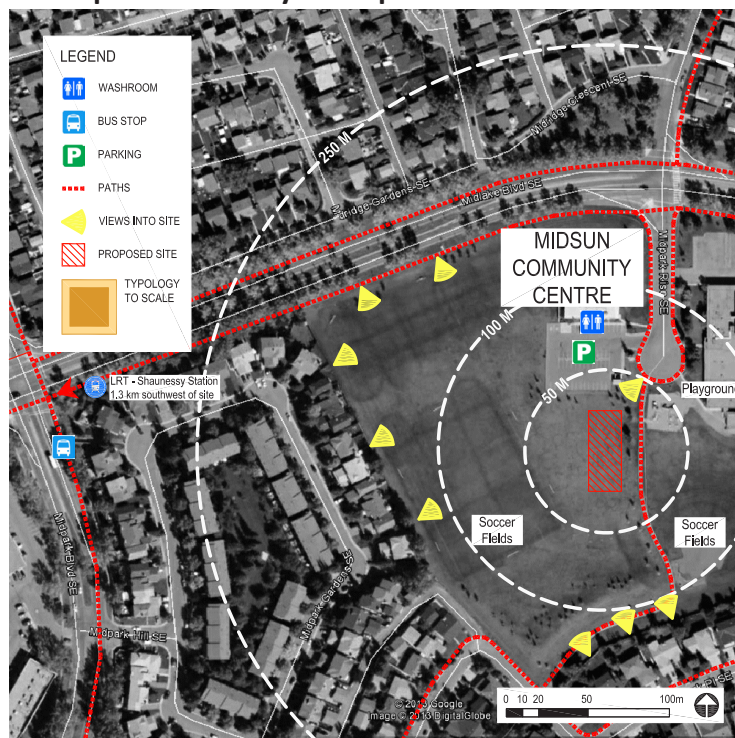 LEGEND
WASHROOM
BUS STOP
P
PARKING
PATHS
VIEWS INTO SITE
PROPOSED SITE
TYPOLOGY
TO SCALE
250 M
Midridge Crescent SE
Midlake Blvd SE
MIDSUN
COMMUNITY
CENTRE
100 M
P
50 M
Playground
LRT - Shaunessy Station
1.3 km southwest of site
Soccer
Fields
Soccer
Fields
Midpark Blvd SE
Midpark Gardens SE
Midpark Hill SE
© 2013 Google
Image © 2013 DigitalGlobe
0 10 20 50 100m